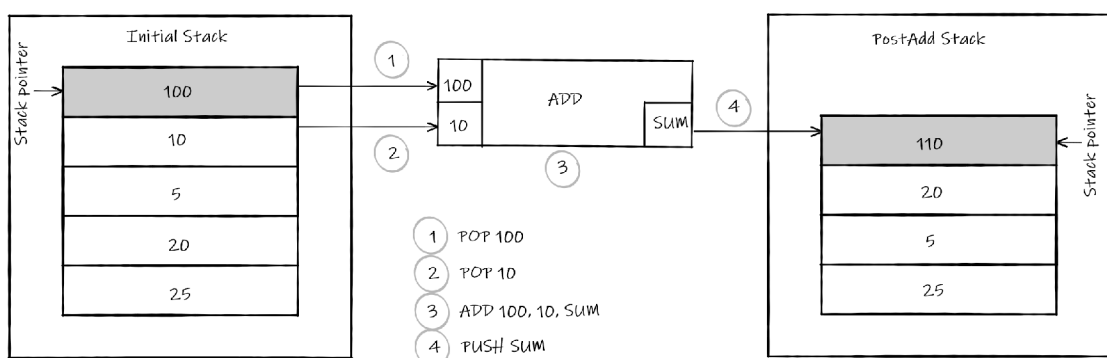 Initial Stack
Stack pointer
100
10
5
20
25
1
2
100
10
ADD
SUM
3
4
PostAdd Stack
110
20
5
25
Stack pointer
1 POP 100
2 POP 10
3 ADD 100, 10, SUM
4 PUSH SUM